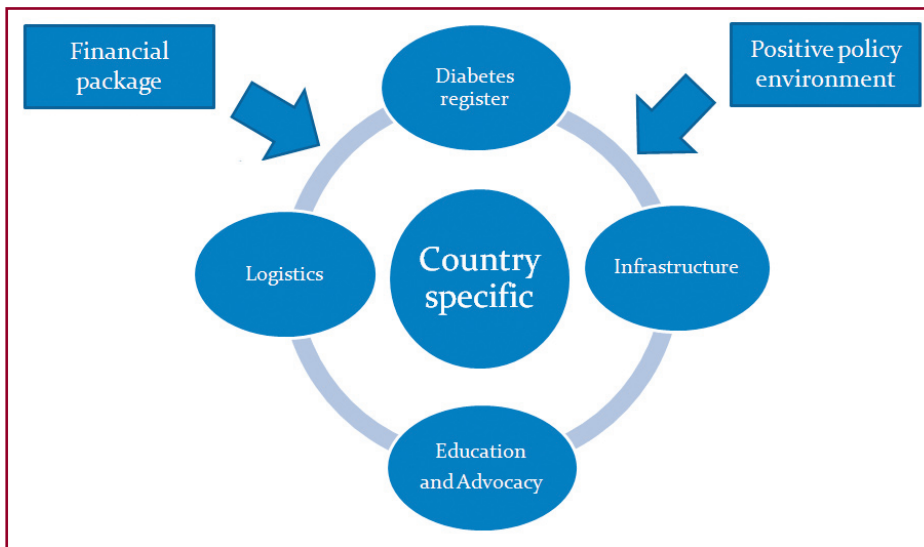 Financial
package
Positive policy
environment
Diabetes
register
Logistics
Country
specific
Infrastructure
Education
and Advocacy